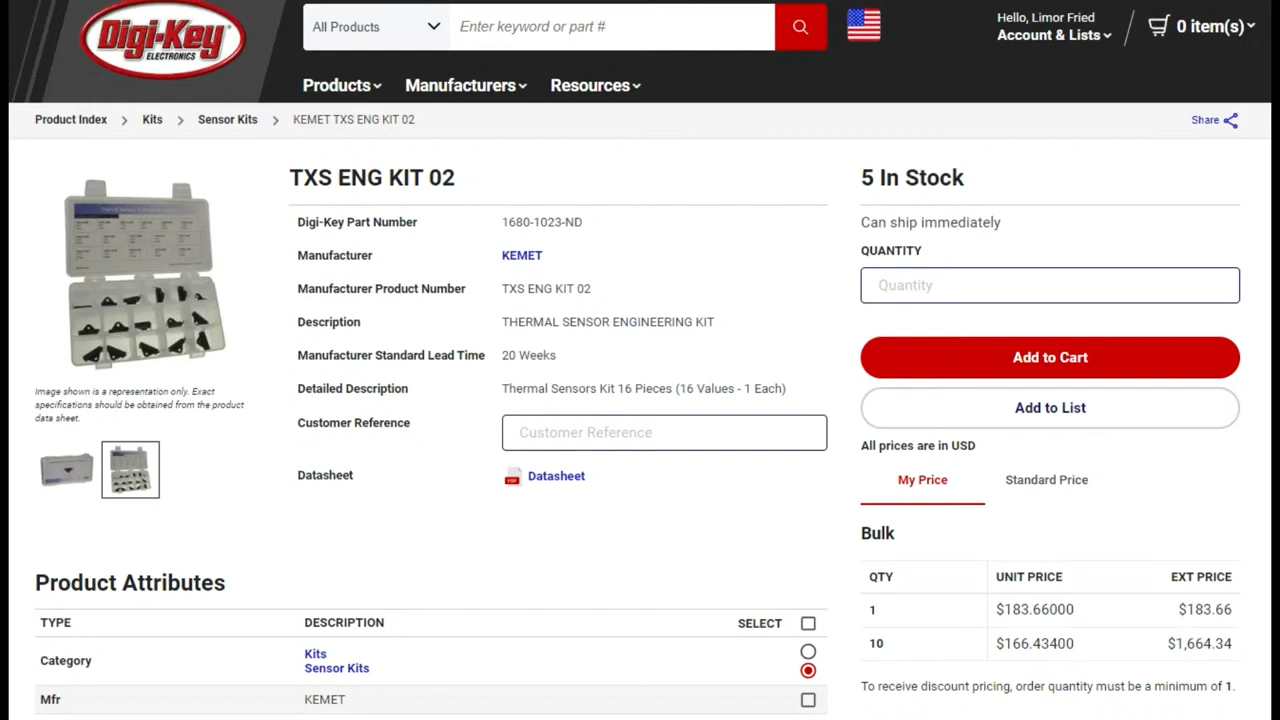 Digi-Key
ELECTRONICS
All Products
Enter keyword or part #
Hello, Limor Fried
Account & Lists
0 item(s)
Products
Manufacturers
Resources
Product Index
Kits
Sensor Kits
KEMET TXS ENG KIT 02
Share
Image shown is a representation only. Exact
specifications should be obtained from the product
data sheet.
TXS ENG KIT 02
Digi-Key Part Number 1680-1023-ND
Manufacturer KEMET
Manufacturer Product Number TXS ENG KIT 02
Description THERMAL SENSOR ENGINEERING KIT
Manufacturer Standard Lead Time 20 Weeks
Detailed Description Thermal Sensors Kit 16 Pieces (16 Values - 1 Each)
Customer Reference Customer Reference
Datasheet PDF Datasheet
5 In Stock
Can ship immediately
QUANTITY
Quantity
Add to Cart
Add to List
All prices are in USD
My Price Standard Price
Bulk
QTY UNIT PRICE EXT PRICE
1 $183.66000 $183.66
10 $166.43400 $1,664.34
To receive discount pricing, order quantity must be a minimum of 1.
Product Attributes
TYPE DESCRIPTION SELECT
Category Kits
Sensor Kits
Mfr KEMET